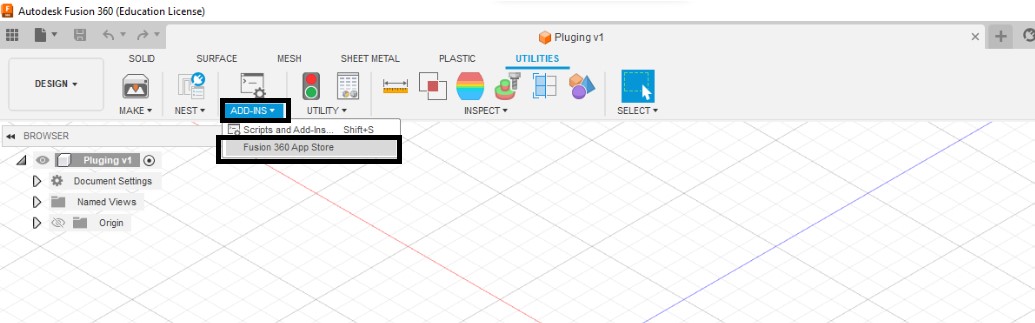 Autodesk Fusion 360 (Education License)
Pluging v1
SOLID SURFACE MESH SHEET METAL PLASTIC UTILITIES
DESIGN
MAKE NEST ADD-INS UTILITY INSPECT SELECT
BROWSER
Scripts and Add-Ins... Shift+S
Fusion 360 App Store
Pluging v1
Document Settings
Named Views
Origin